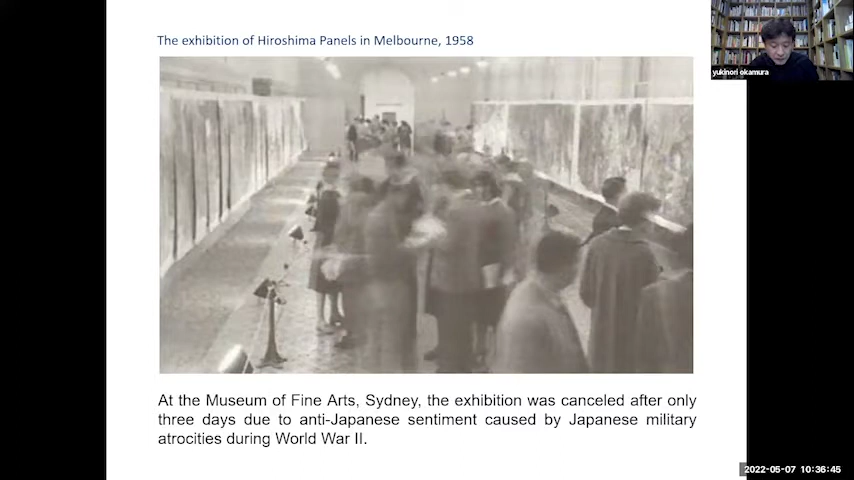 The exhibition of Hiroshima Panels in Melbourne, 1958
yukinori okamura
At the Museum of Fine Arts, Sydney, the exhibition was canceled after only
three days due to anti-Japanese sentiment caused by Japanese military
atrocities during World War II.
2022-05-07 10:36:45